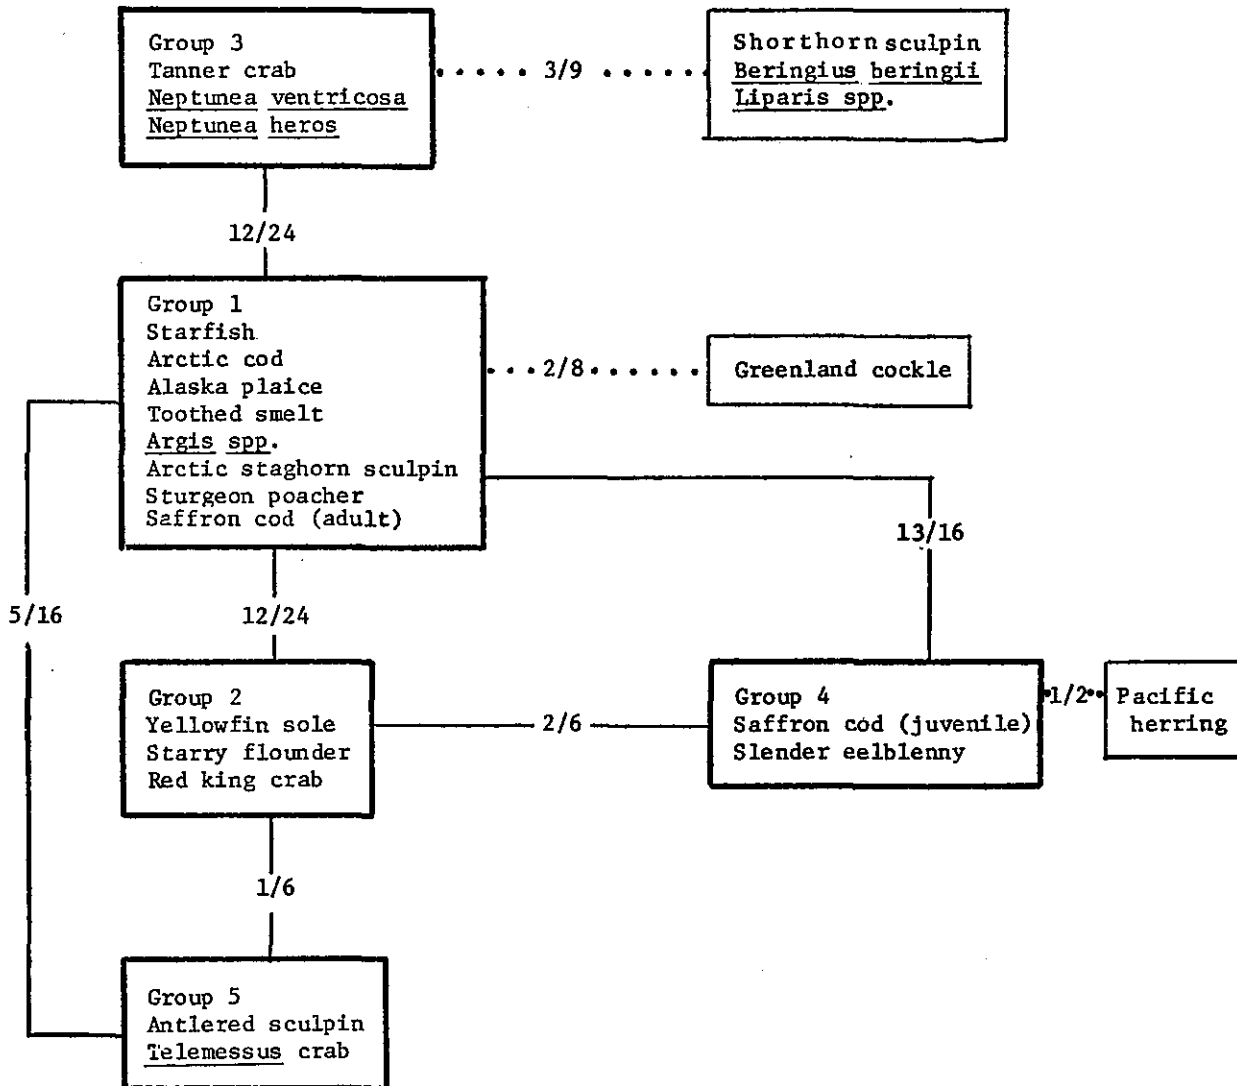 Group 3
Tanner crab
Neptunea ventricosa
Neptunea heros
3/9
Shorthorn sculpin
Beringius beringii
Liparis spp.
12/24
Group 1
Starfish
Arctic cod
Alaska plaice
Toothed smelt
Argis spp.
Arctic staghorn sculpin
Sturgeon poacher
Saffron cod (adult)
2/8
Greenland cockle
13/16
5/16
12/24
Group 2
Yellowfin sole
Starry flounder
Red king crab
2/6
Group 4
Saffron cod (juvenile)
Slender eelblenny
1/2
Pacific
herring
1/6
Group 5
Antlered sculpin
Telemessus crab